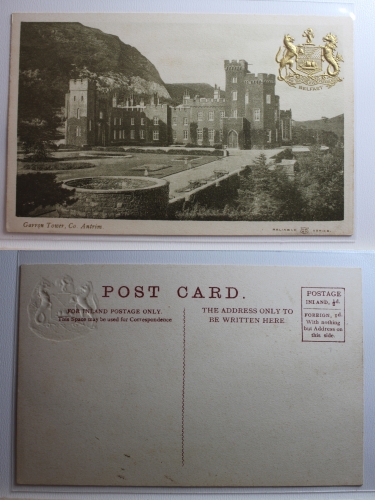 BELFAST
Garron Tower, Co. Antrim.
RELIABLE SERIES.
POST CARD.
FOR INLAND POSTAGE ONLY.
This Space may be used for Correspondence
THE ADDRESS ONLY TO
BE WRITTEN HERE.
POSTAGE
INLAND, ½d.
FOREIGN, 1d.
With nothing
but Address on
this side.